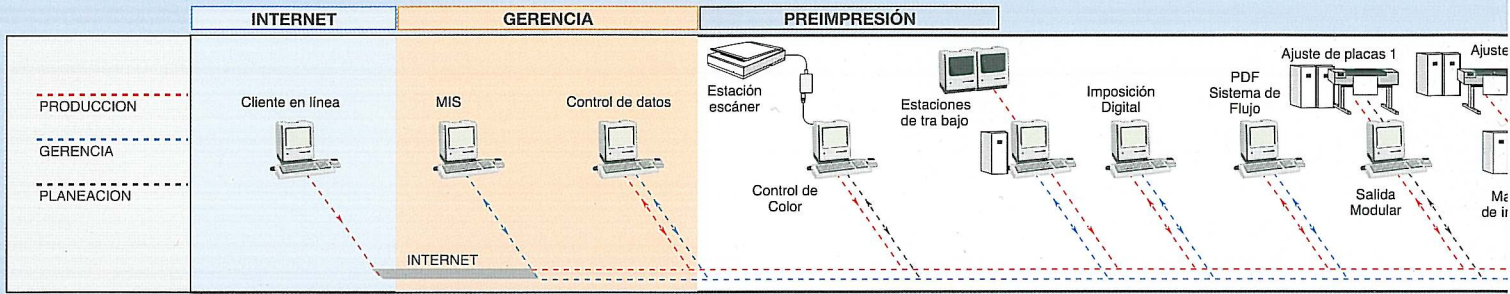 INTERNET
GERENCIA
PREIMPRESIÓN
PRODUCCION
GERENCIA
PLANEACION
Cliente en línea
INTERNET
MIS
Control de datos
Estación
escáner
Control de
Color
Estaciones
de tra bajo
Imposición
Digital
PDF
Sistema de
Flujo
Ajuste de placas 1
Salida
Modular
Ajuste